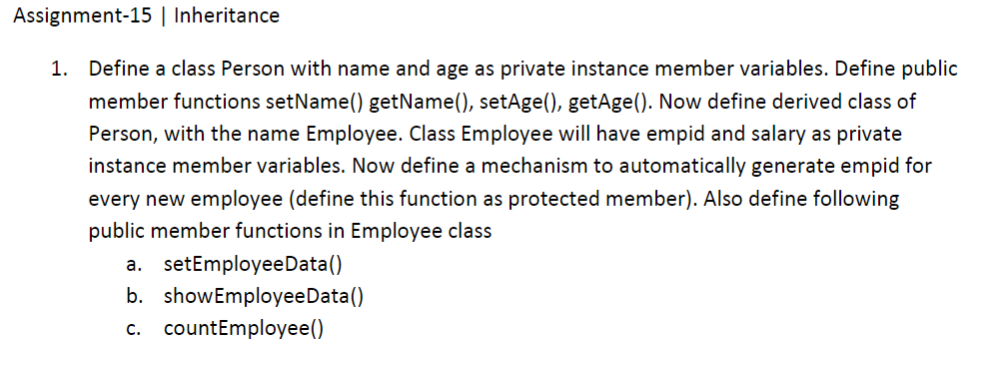 Assignment-15 | Inheritance
1. Define a class Person with name and age as private instance member variables. Define public
member functions setName() getName(), setAge(), getAge(). Now define derived class of
Person, with the name Employee. Class Employee will have empid and salary as private
instance member variables. Now define a mechanism to automatically generate empid for
every new employee (define this function as protected member). Also define following
public member functions in Employee class
a. setEmployeeData()
b. showEmployeeData()
c. countEmployee()